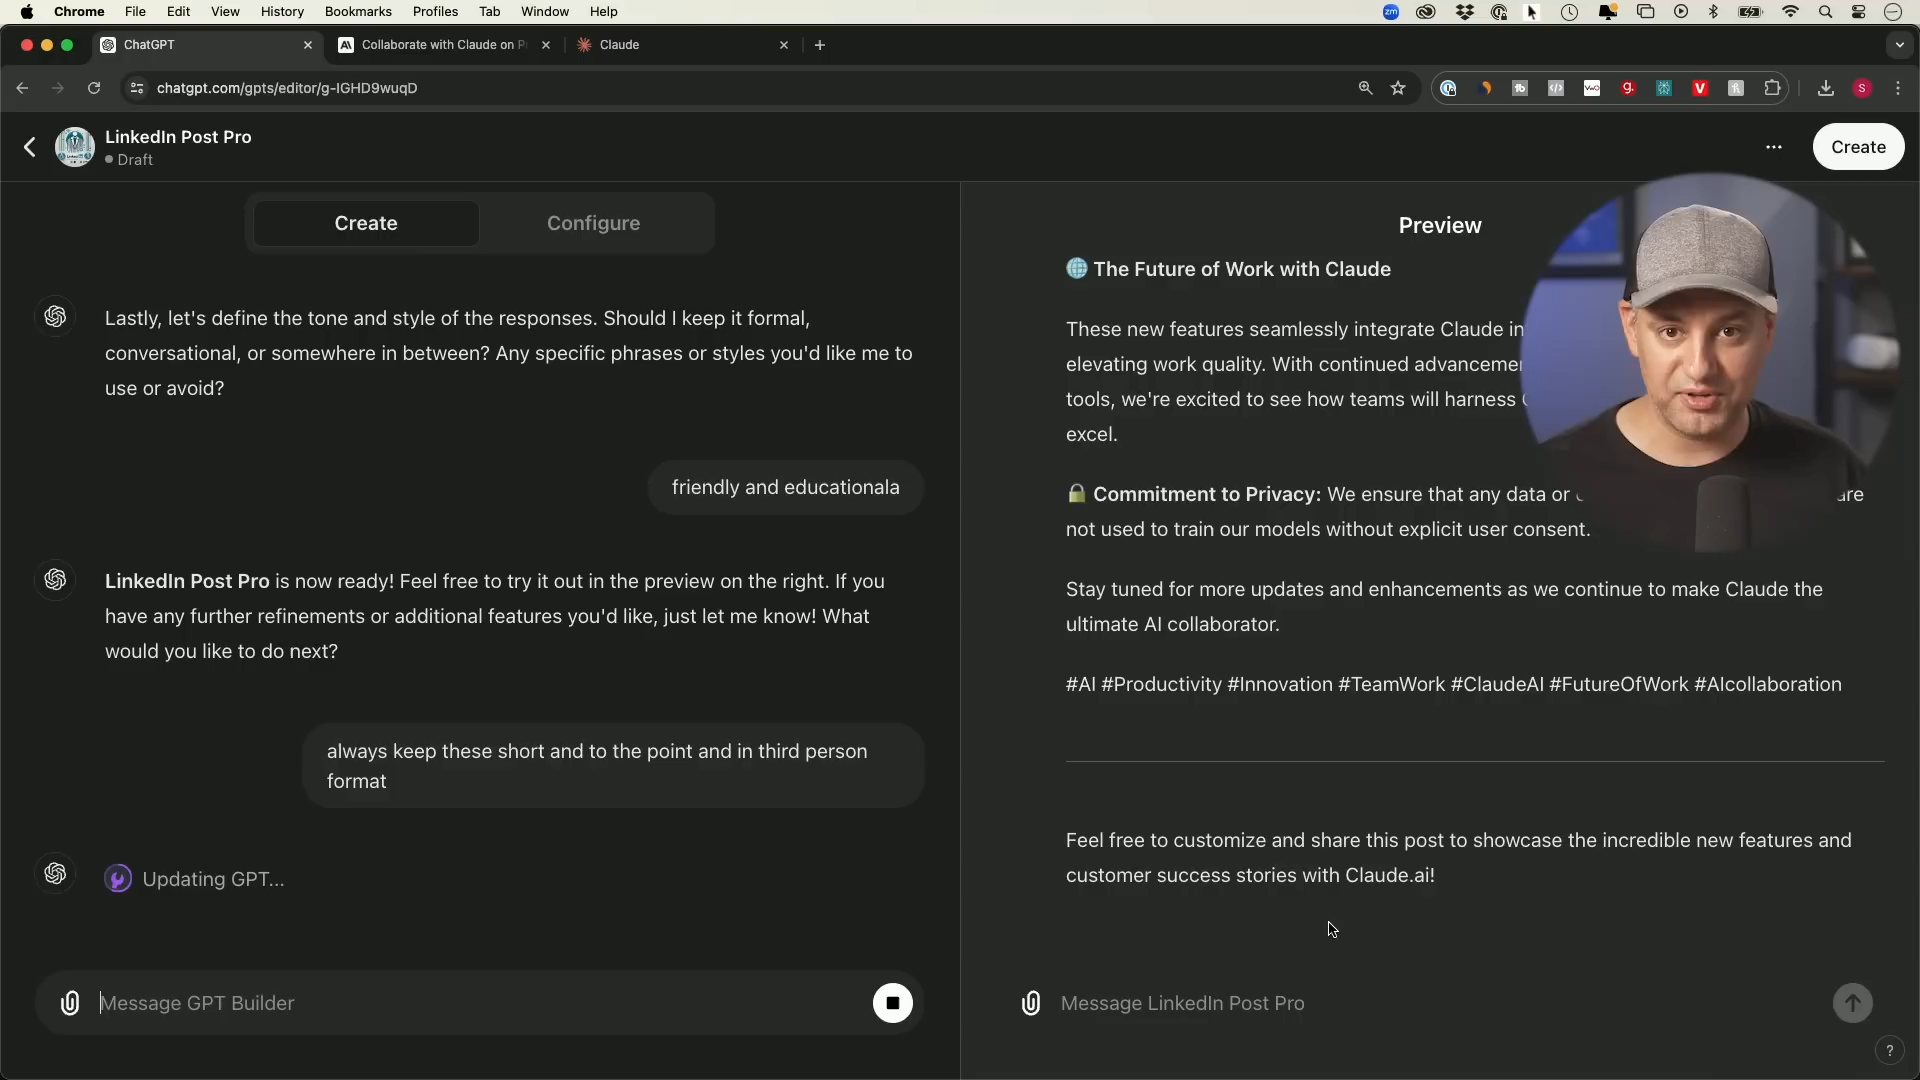 Chrome File Edit View History Bookmarks Profiles Tab Window Help
zm
ChatGPT
Collaborate with Claude on P
Claude
chatgpt.com/gpts/editor/g-IGHD9wuqD
S
LinkedIn Post Pro
Draft
Create
Create
Configure
Lastly, let's define the tone and style of the responses. Should I keep it formal,
conversational, or somewhere in between? Any specific phrases or styles you'd like me to
use or avoid?
friendly and educationala
LinkedIn Post Pro is now ready! Feel free to try it out in the preview on the right. If you
have any further refinements or additional features you'd like, just let me know! What
would you like to do next?
always keep these short and to the point and in third person
format
Updating GPT...
Message GPT Builder
Preview
The Future of Work with Claude
These new features seamlessly integrate Claude in
elevating work quality. With continued advancemen
tools, we're excited to see how teams will harness
excel.
Commitment to Privacy: We ensure that any data or are
not used to train our models without explicit user consent.
Stay tuned for more updates and enhancements as we continue to make Claude the
ultimate AI collaborator.
#AI #Productivity #Innovation #TeamWork #ClaudeAI #FutureOfWork #AIcollaboration
Feel free to customize and share this post to showcase the incredible new features and
customer success stories with Claude.ai!
Message LinkedIn Post Pro
?